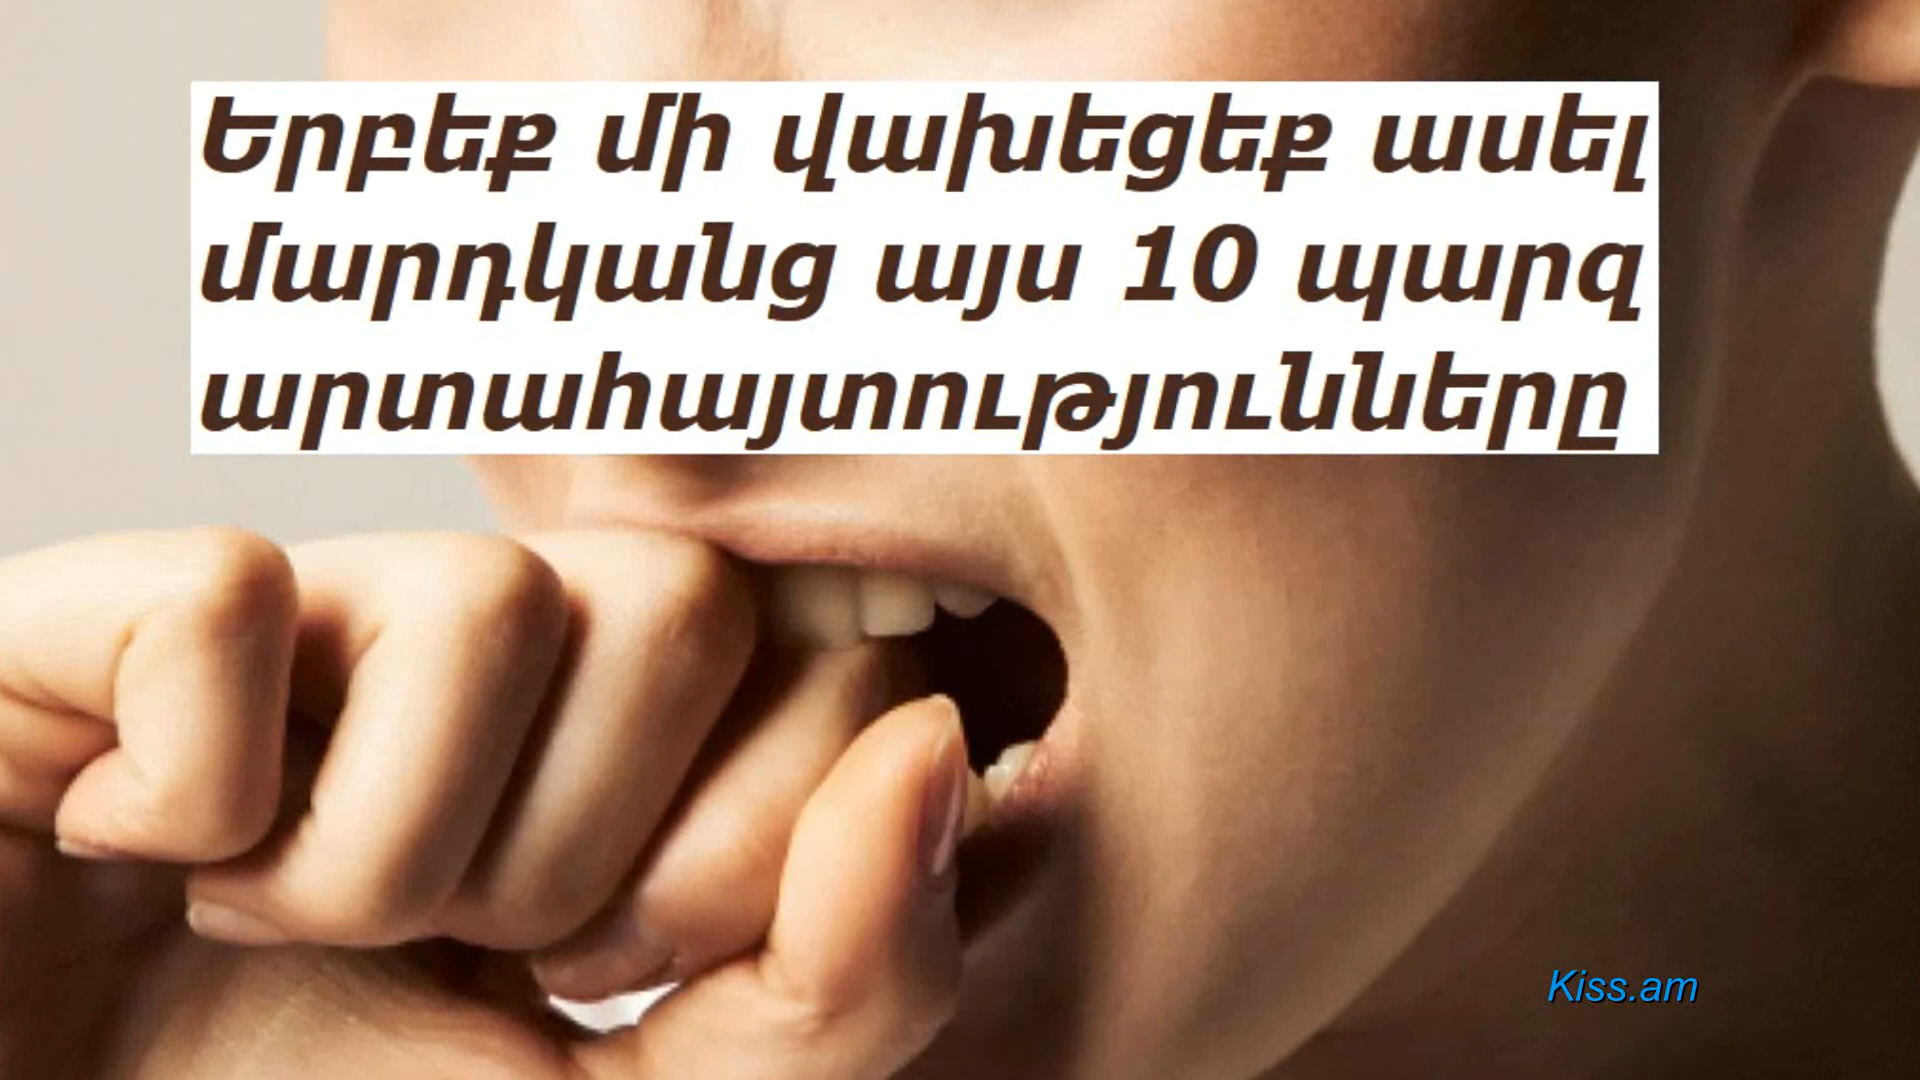 Երբեք մի վախեցեք ասել
մարդկանց այս 10 պարզ
արտահայտությունները
Kiss.am